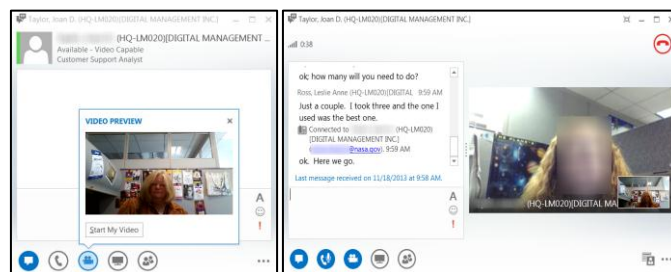 Taylor, Joan D. (HQ-LM020)[DIGITAL MANAGEMENT INC.]
(HQ-LM020)[DIGITAL MANAGEMENT ...
Available - Video Capable
Customer Support Analyst
VIDEO PREVIEW
Start My Video
A
!
Taylor, Joan D. (HQ-LM020)[DIGITAL MANAGEMENT INC.]
0:38
ok; how many will you need to do?
Ross, Leslie Anne (HQ-LM020)[DIGITAL 9:59 AM
Just a couple. I took three and the one I
used was the best one.
Connected to (HQ-LM020)
[DIGITAL MANAGEMENT INC.]
@nasa.gov). 9:59 AM
ok. Here we go.
Last message received on 11/18/2013 at 9:58 AM.
A
!
(HQ-LM020)[DIGITAL MA